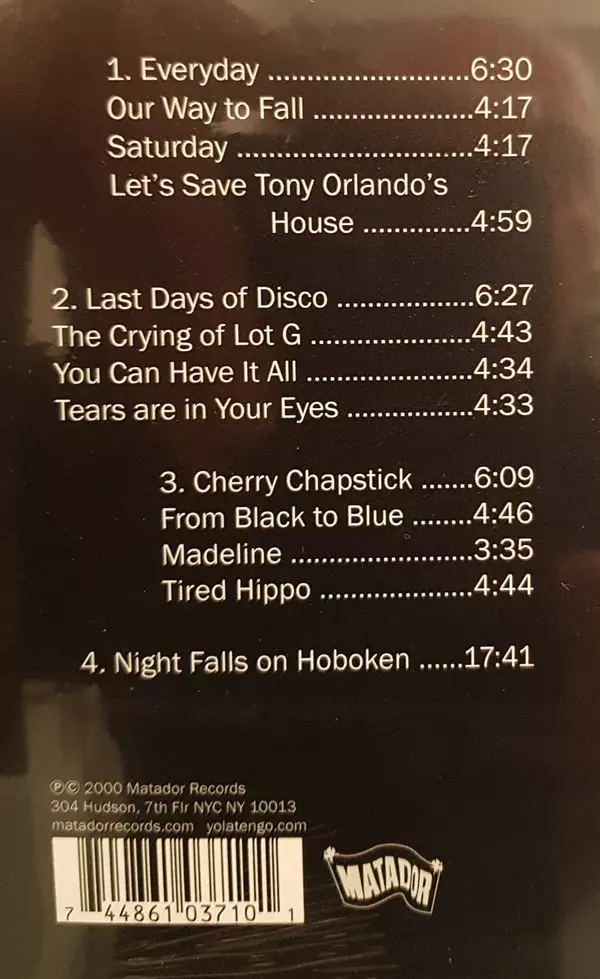 1. Everyday ..........................6:30
Our Way to Fall ....................4:17
Saturday ..............................4:17
Let's Save Tony Orlando's
House ..............4:59
2. Last Days of Disco .................6:27
The Crying of Lot G ....................4:43
You Can Have It All .....................4:34
Tears are in Your Eyes ................4:33
3. Cherry Chapstick .......6:09
From Black to Blue ........4:46
Madeline .......................3:35
Tired Hippo ....................4:44
4. Night Falls on Hoboken ......17:41
℗© 2000 Matador Records
304 Hudson, 7th Flr NYC NY 10013
matadorrecords.com yolatengo.com
7 44861 03710 1
MATADOR